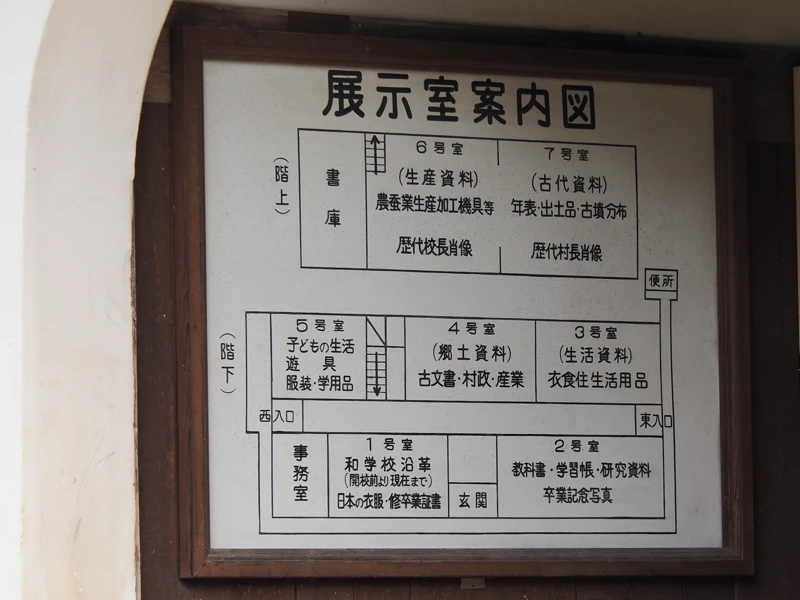 展示室案内図
(階上)
書庫
6号室
(生産資料)
農蚕業生産加工機具等
歴代校長肖像
7号室
(古代資料)
年表・出土品・古墳分布
歴代村長肖像
便所
(階下)
5号室
子どもの生活
遊具
服装・学用品
4号室
(郷土資料)
古文書・村政・産業
3号室
(生活資料)
衣食住生活用品
西入口
東入口
事務室
1号室
和学校沿革
(開校前より現在まで)
日本の衣服・修卒業証書
玄関
2号室
教科書・学習帳・研究資料
卒業記念写真